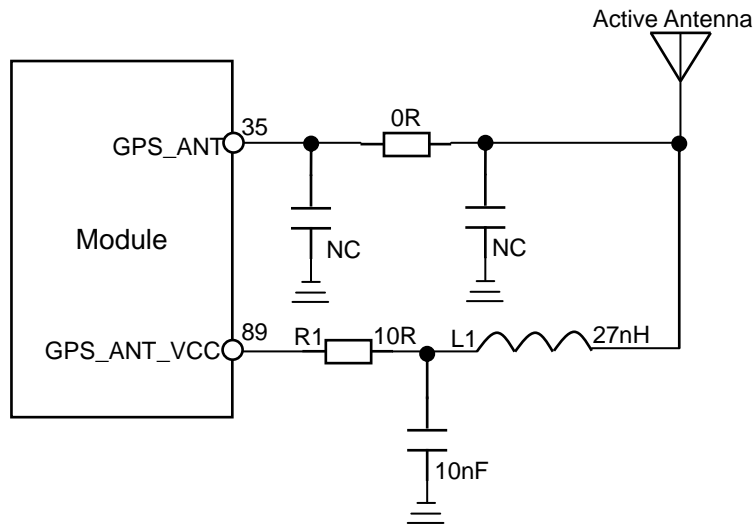 Active Antenna
35
0R
GPS_ANT
NC
NC
Module
89
R1
10R
L1
27nH
GPS_ANT_VCC
10nF